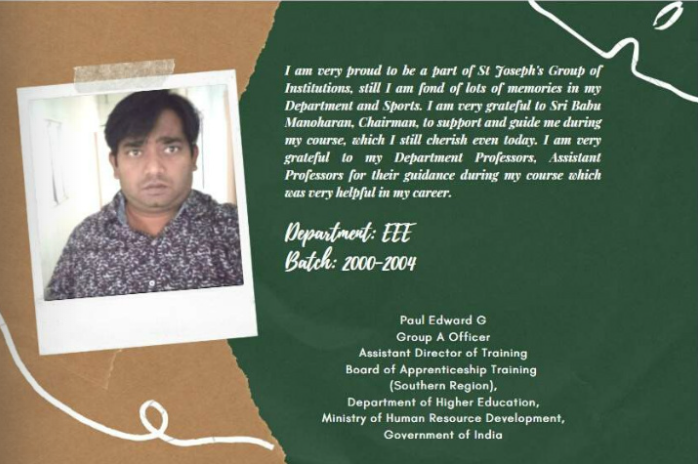 I am very proud to be a part of St Joseph's Group of
Institutions, still I am fond of lots of memories in my
Department and Sports. I am very grateful to Sri Babu
Manoharan, Chairman, to support and guide me during
my course, which I still cherish even today. I am very
grateful to my Department Professors, Assistant
Professors for their guidance during my course which
was very helpful in my career.
Department: EEE
Batch: 2000-2004
Paul Edward G
Group A Officer
Assistant Director of Training
Board of Apprenticeship Training
(Southern Region),
Department of Higher Education,
Ministry of Human Resource Development,
Government of India